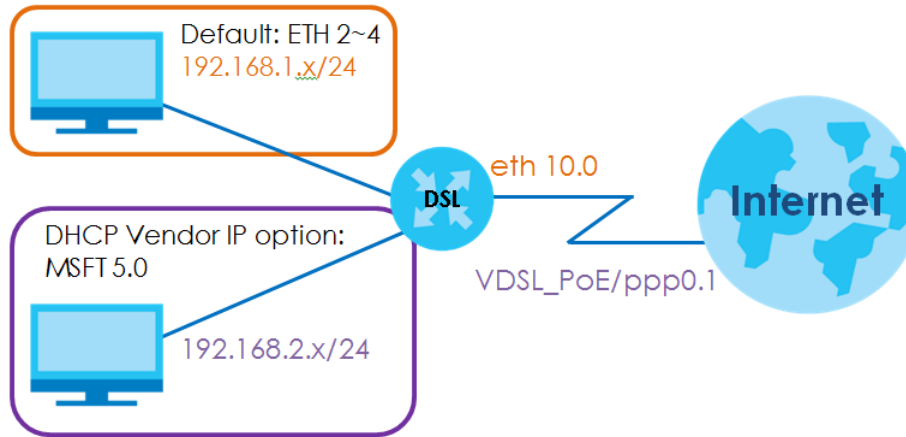 Default: ETH 2~4
192.168.1.x/24
DSL
eth 10.0
Internet
DHCP Vendor IP option:
MSFT 5.0
VDSL_PoE/ppp0.1
192.168.2.x/24